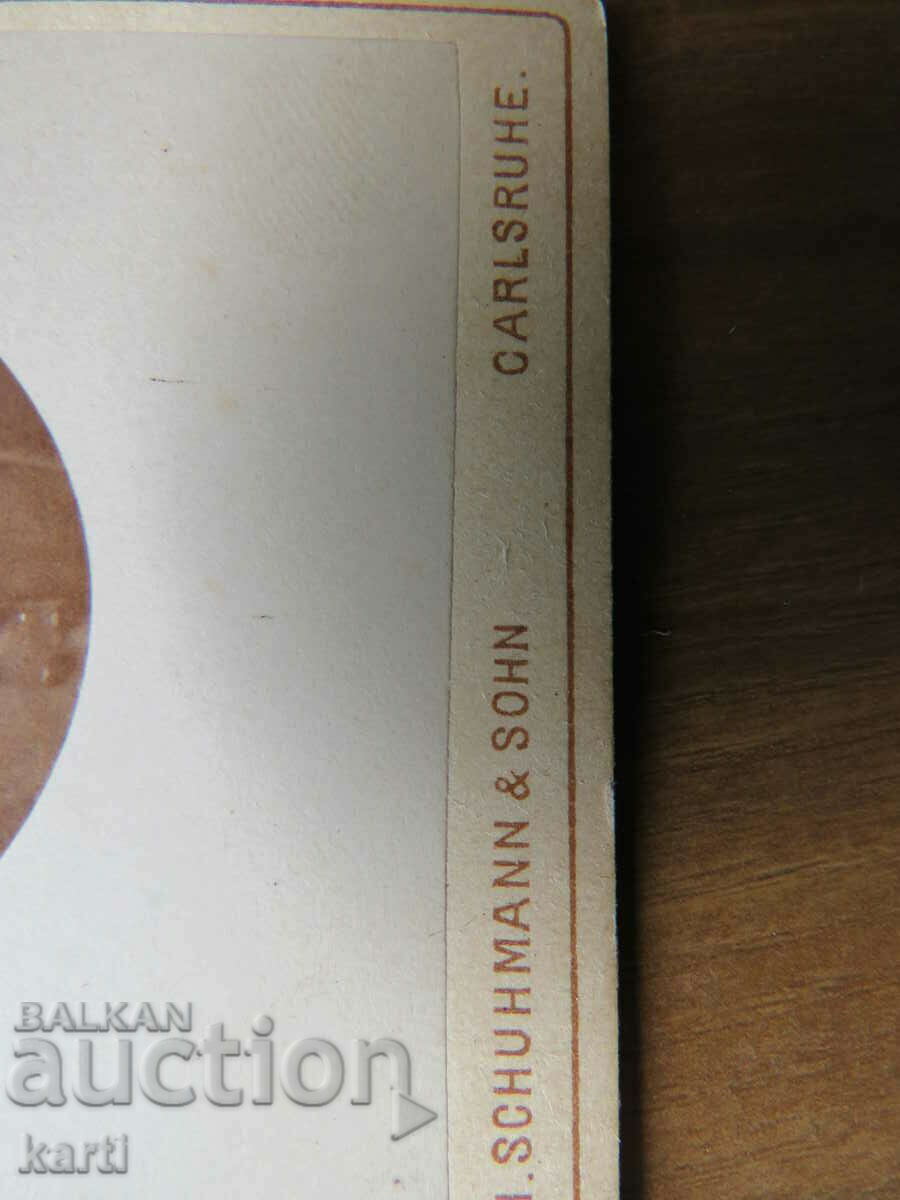 SCHUHMANN & SOHN CARLSRUHE.
BALKAN
auction
karti